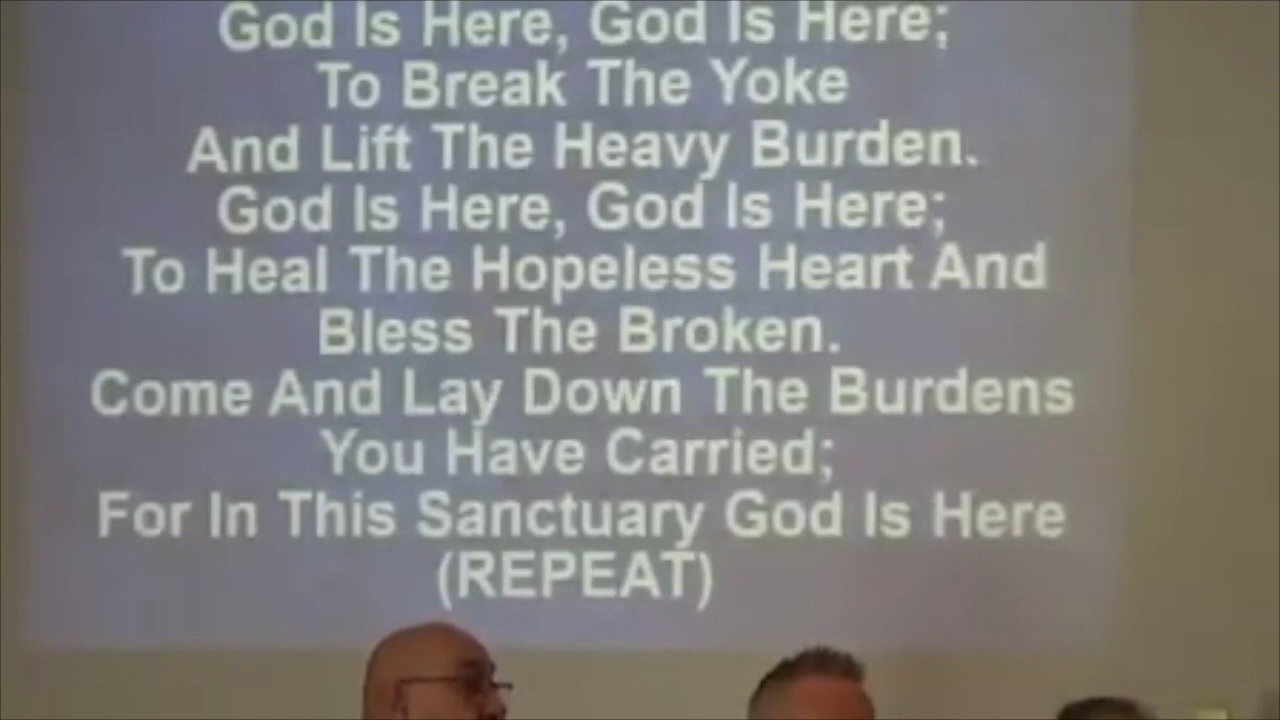 God Is Here, God Is Here;
To Break The Yoke
And Lift The Heavy Burden.
God Is Here, God Is Here;
To Heal The Hopeless Heart And
Bless The Broken.
Come And Lay Down The Burdens
You Have Carried;
For In This Sanctuary God Is Here
(REPEAT)